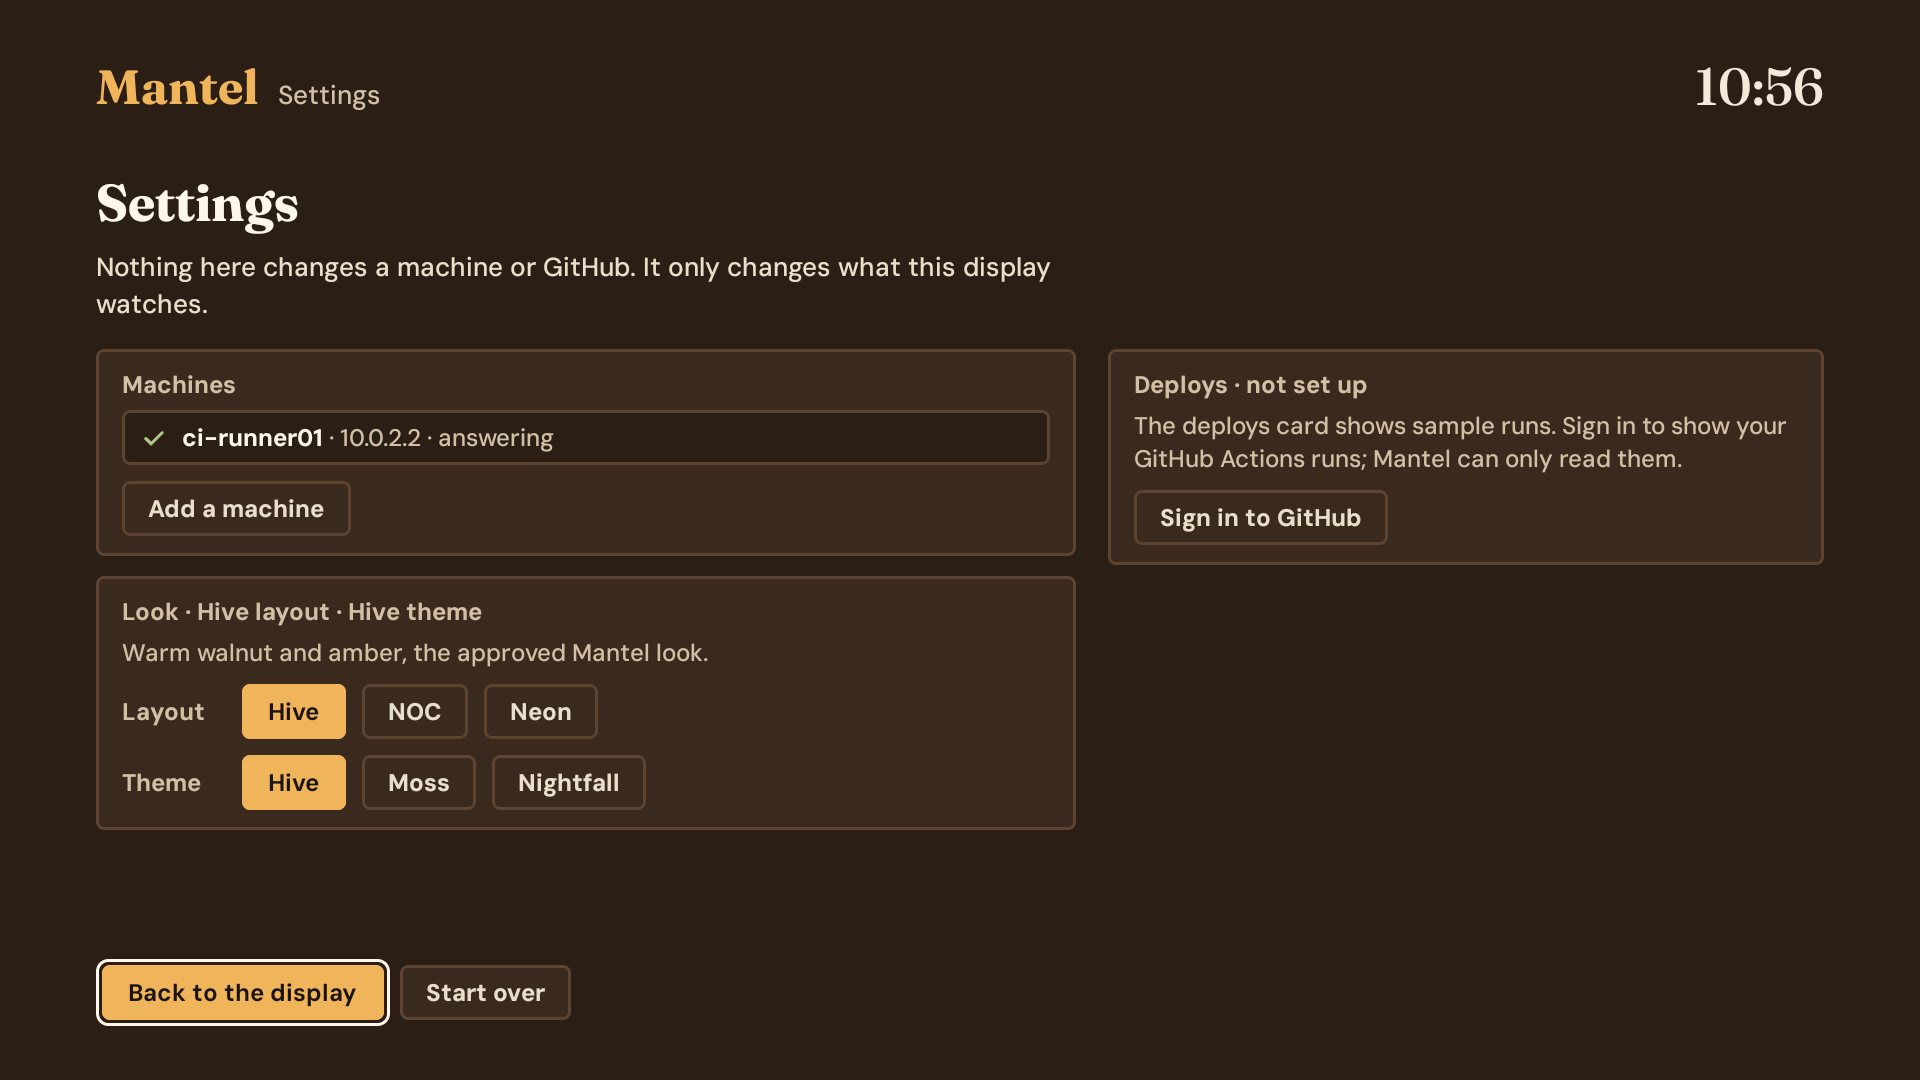 Mantel Settings
10:56
Settings
Nothing here changes a machine or GitHub. It only changes what this display
watches.
Machines
ci-runner01 · 10.0.2.2 · answering
Add a machine
Deploys · not set up
The deploys card shows sample runs. Sign in to show your
GitHub Actions runs; Mantel can only read them.
Sign in to GitHub
Look · Hive layout · Hive theme
Warm walnut and amber, the approved Mantel look.
Layout Hive NOC Neon
Theme Hive Moss Nightfall
Back to the display Start over